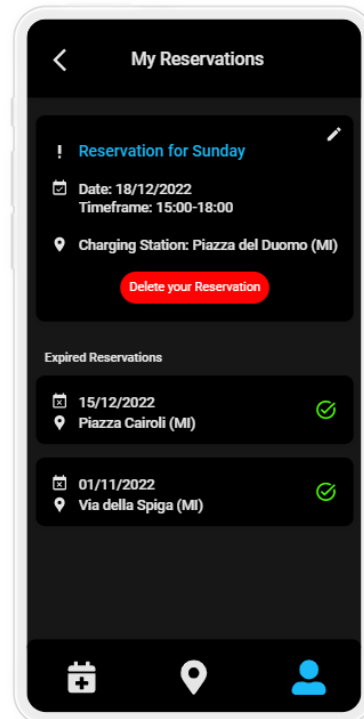 My Reservations
! Reservation for Sunday
Date: 18/12/2022
Timeframe: 15:00-18:00
Charging Station: Piazza del Duomo (MI)
Delete your Reservation
Expired Reservations
15/12/2022
Piazza Cairoli (MI)
01/11/2022
Via della Spiga (MI)